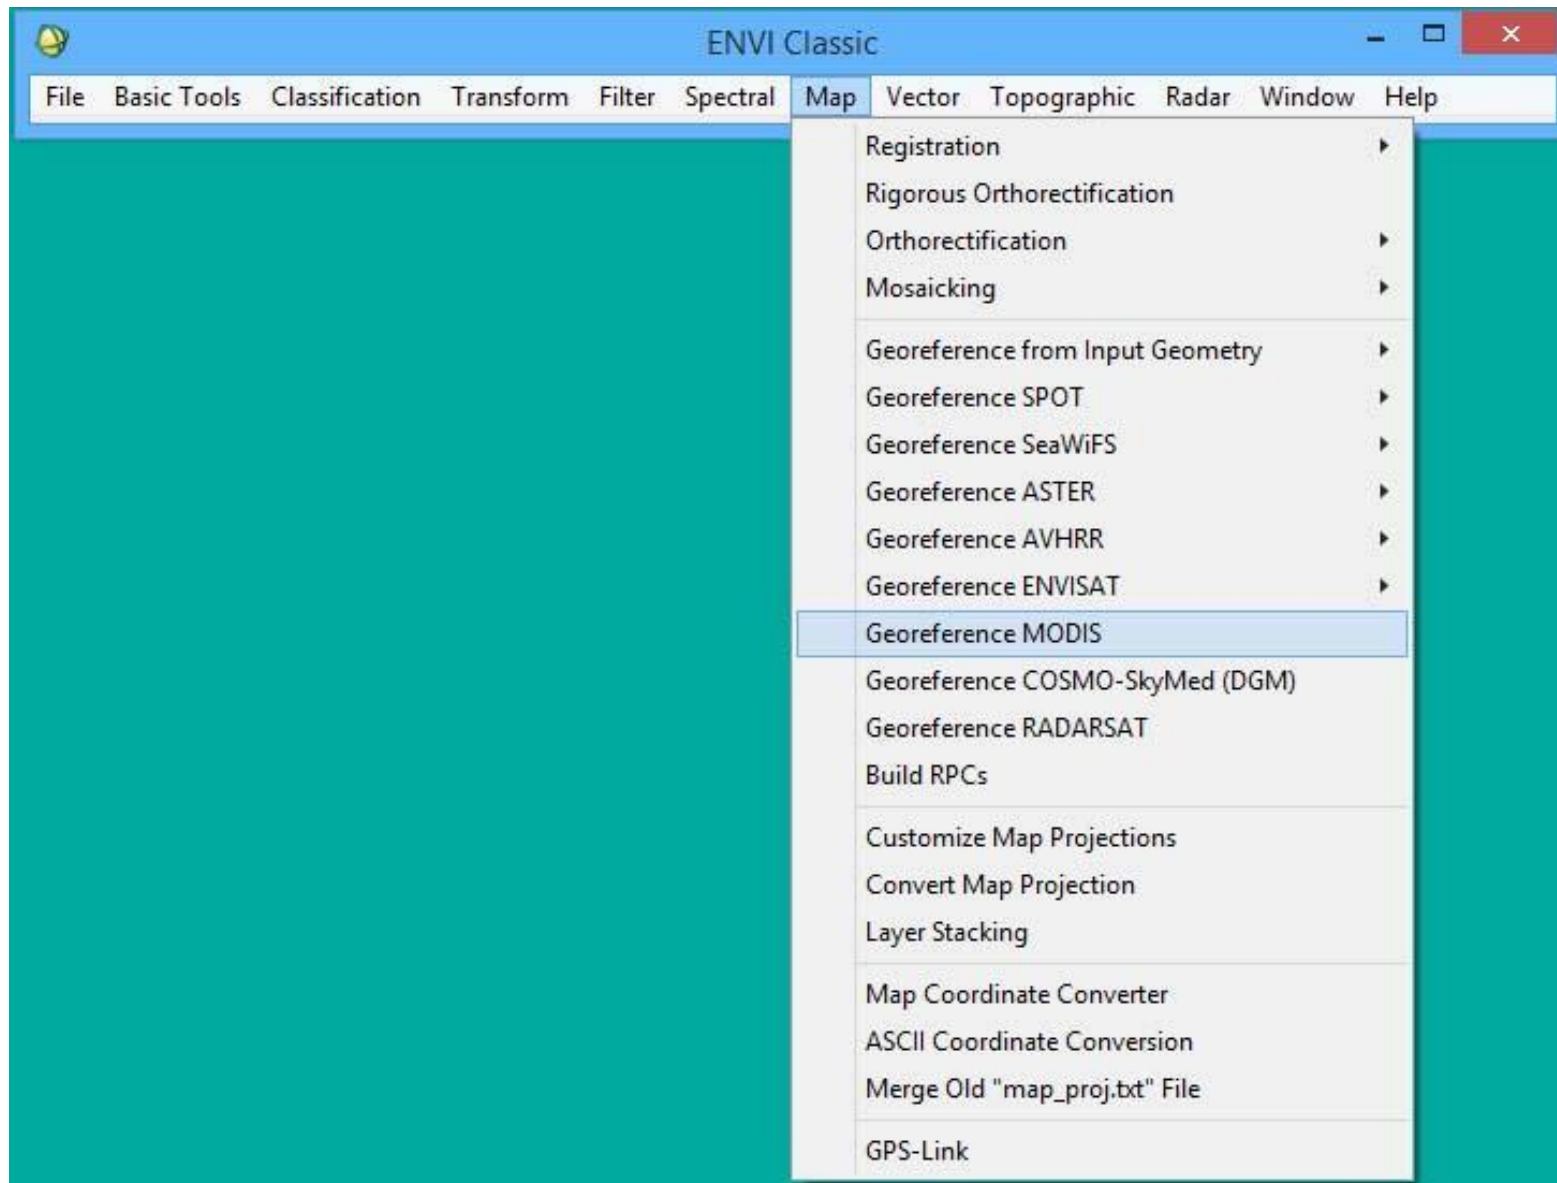 ENVI Classic
File Basic Tools Classification Transform Filter Spectral Map Vector Topographic Radar Window Help
Registration
Rigorous Orthorectification
Orthorectification
Mosaicking
Georeference from Input Geometry
Georeference SPOT
Georeference SeaWiFS
Georeference ASTER
Georeference AVHRR
Georeference ENVISAT
Georeference MODIS
Georeference COSMO-SkyMed (DGM)
Georeference RADARSAT
Build RPCs
Customize Map Projections
Convert Map Projection
Layer Stacking
Map Coordinate Converter
ASCII Coordinate Conversion
Merge Old "map_proj.txt" File
GPS-Link